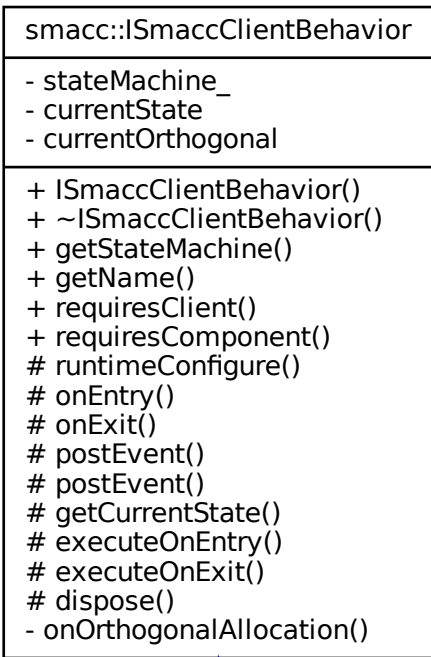 smacc::ISmaccClientBehavior
- stateMachine_
- currentState
- currentOrthogonal
+ ISmaccClientBehavior()
+ ~ISmaccClientBehavior()
+ getStateMachine()
+ getName()
+ requiresClient()
+ requiresComponent()
# runtimeConfigure()
# onEntry()
# onExit()
# postEvent()
# postEvent()
# getCurrentState()
# executeOnEntry()
# executeOnExit()
# dispose()
- onOrthogonalAllocation()